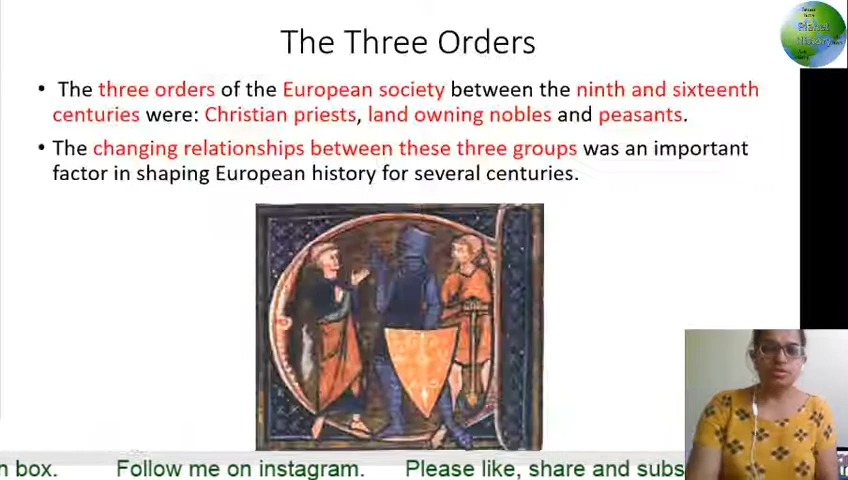 The Three Orders
• The three orders of the European society between the ninth and sixteenth
centuries were: Christian priests, land owning nobles and peasants.
• The changing relationships between these three groups was an important
factor in shaping European history for several centuries.
n box. Follow me on instagram. Please like, share and subs